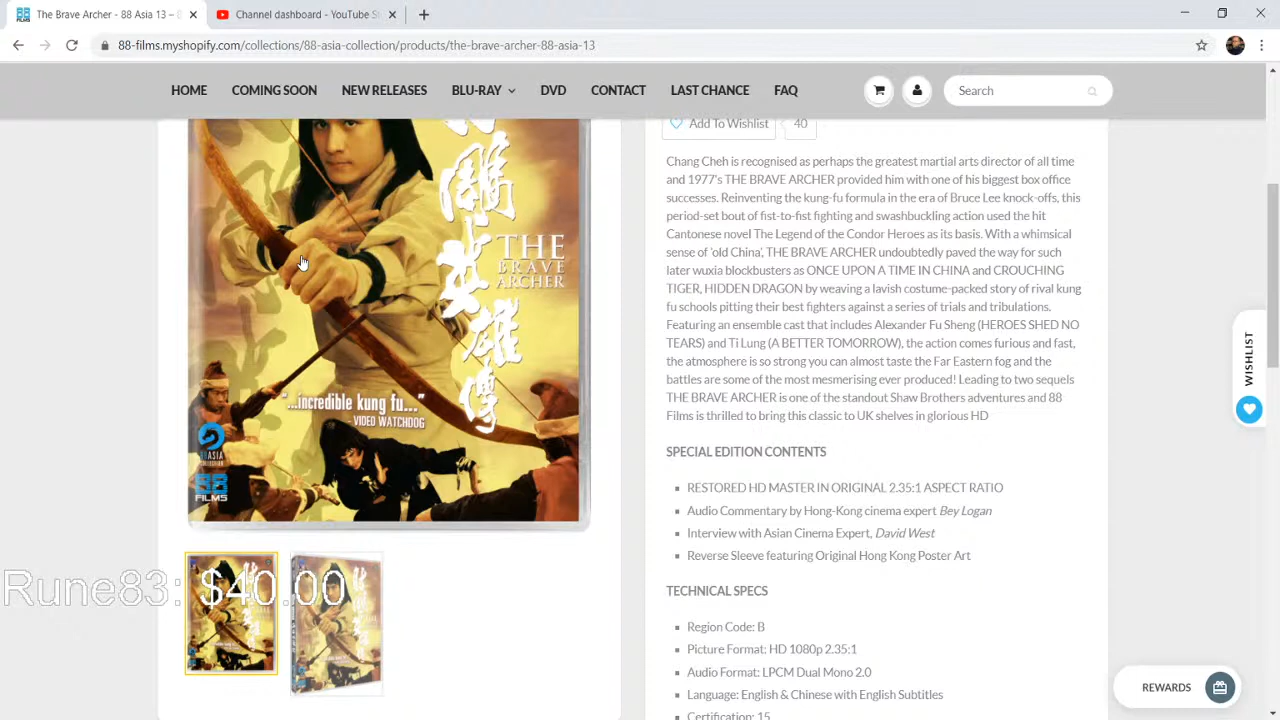 The Brave Archer - 88 Asia 13 –
Channel dashboard - YouTube
88-films.myshopify.com/collections/88-asia-collection/products/the-brave-archer-88-asia-13
HOME
COMING SOON
NEW RELEASES
BLU-RAY
DVD
CONTACT
LAST CHANCE
FAQ
Search
鵰英雄傳
THE
BRAVE
ARCHER
"...incredible kung fu..."
—VIDEO WATCHDOG
88ASIA
COLLECTION
88
FILMS
Rune83: $40.00
Add To Wishlist
40
Chang Cheh is recognised as perhaps the greatest martial arts director of all time
and 1977's THE BRAVE ARCHER provided him with one of his biggest box office
successes. Reinventing the kung-fu formula in the era of Bruce Lee knock-offs, this
period-set bout of fist-to-fist fighting and swashbuckling action used the hit
Cantonese novel The Legend of the Condor Heroes as its basis. With a whimsical
sense of 'old China', THE BRAVE ARCHER undoubtedly paved the way for such
later wuxia blockbusters as ONCE UPON A TIME IN CHINA and CROUCHING
TIGER, HIDDEN DRAGON by weaving a lavish costume-packed story of rival kung
fu schools pitting their best fighters against a series of trials and tribulations.
Featuring an ensemble cast that includes Alexander Fu Sheng (HEROES SHED NO
TEARS) and Ti Lung (A BETTER TOMORROW), the action comes furious and fast,
the atmosphere is so strong you can almost taste the Far Eastern fog and the
battles are some of the most mesmerising ever produced! Leading to two sequels
THE BRAVE ARCHER is one of the standout Shaw Brothers adventures and 88
Films is thrilled to bring this classic to UK shelves in glorious HD
SPECIAL EDITION CONTENTS
RESTORED HD MASTER IN ORIGINAL 2.35:1 ASPECT RATIO
Audio Commentary by Hong-Kong cinema expert Bey Logan
Interview with Asian Cinema Expert, David West
Reverse Sleeve featuring Original Hong Kong Poster Art
TECHNICAL SPECS
Region Code: B
Picture Format: HD 1080p 2.35:1
Audio Format: LPCM Dual Mono 2.0
Language: English & Chinese with English Subtitles
Certification: 15
WISHLIST
REWARDS